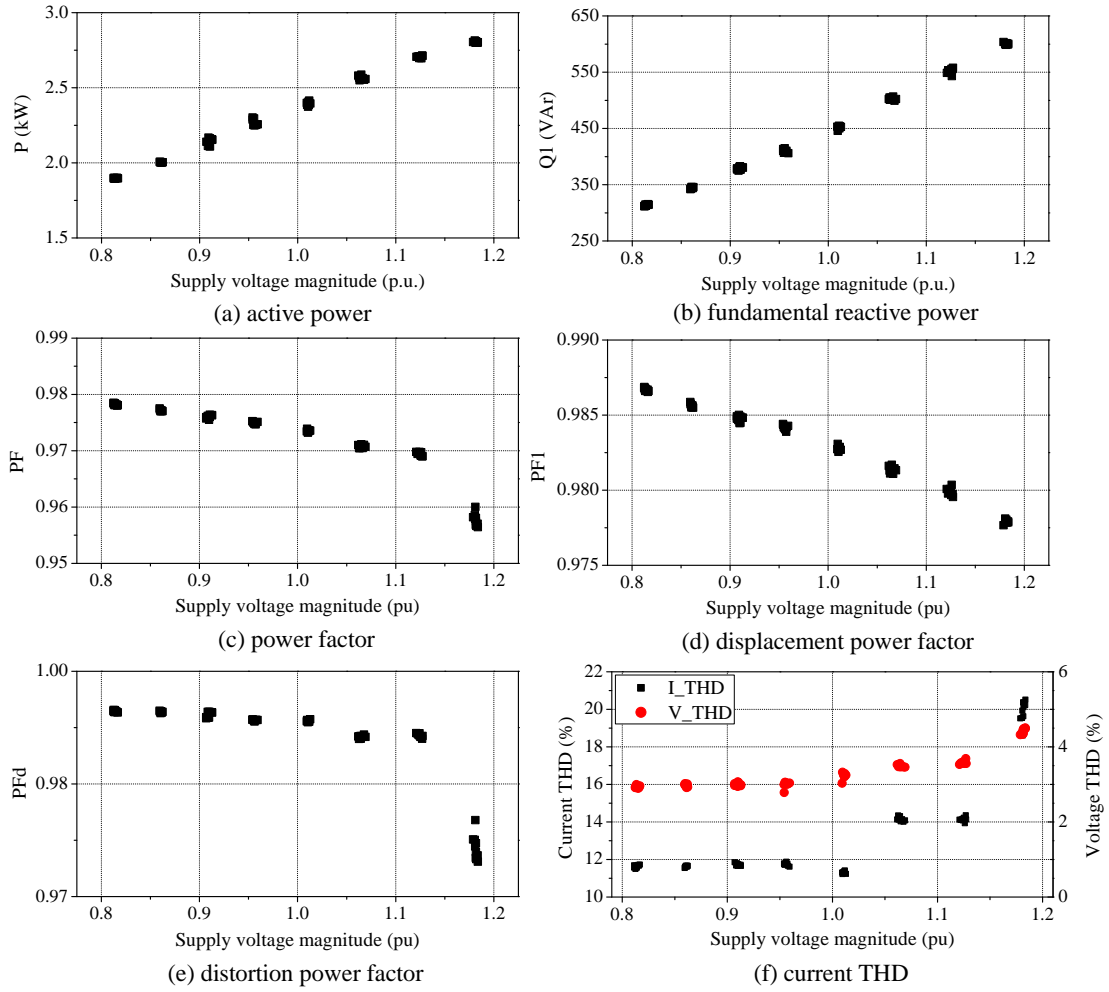 3.0
2.5
2.0
1.5
P (kW)
0.8 0.9 1.0 1.1 1.2
Supply voltage magnitude (p.u.)
(a) active power
650
550
450
350
250
Q1 (VAr)
0.8 0.9 1.0 1.1 1.2
Supply voltage magnitude (p.u.)
(b) fundamental reactive power
0.99
0.98
0.97
0.96
0.95
PF
0.8 0.9 1.0 1.1 1.2
Supply voltage magnitude (pu)
(c) power factor
0.990
0.985
0.980
0.975
PF1
0.8 0.9 1.0 1.1 1.2
Supply voltage magnitude (pu)
(d) displacement power factor
1.00
0.98
0.97
PFd
0.8 0.9 1.0 1.1 1.2
Supply voltage magnitude (pu)
(e) distortion power factor
22
20
18
16
14
12
10
Current THD (%)
I_THD
V_THD
6
4
2
0
Voltage THD (%)
0.8 0.9 1.0 1.1 1.2
Supply voltage magnitude (pu)
(f) current THD